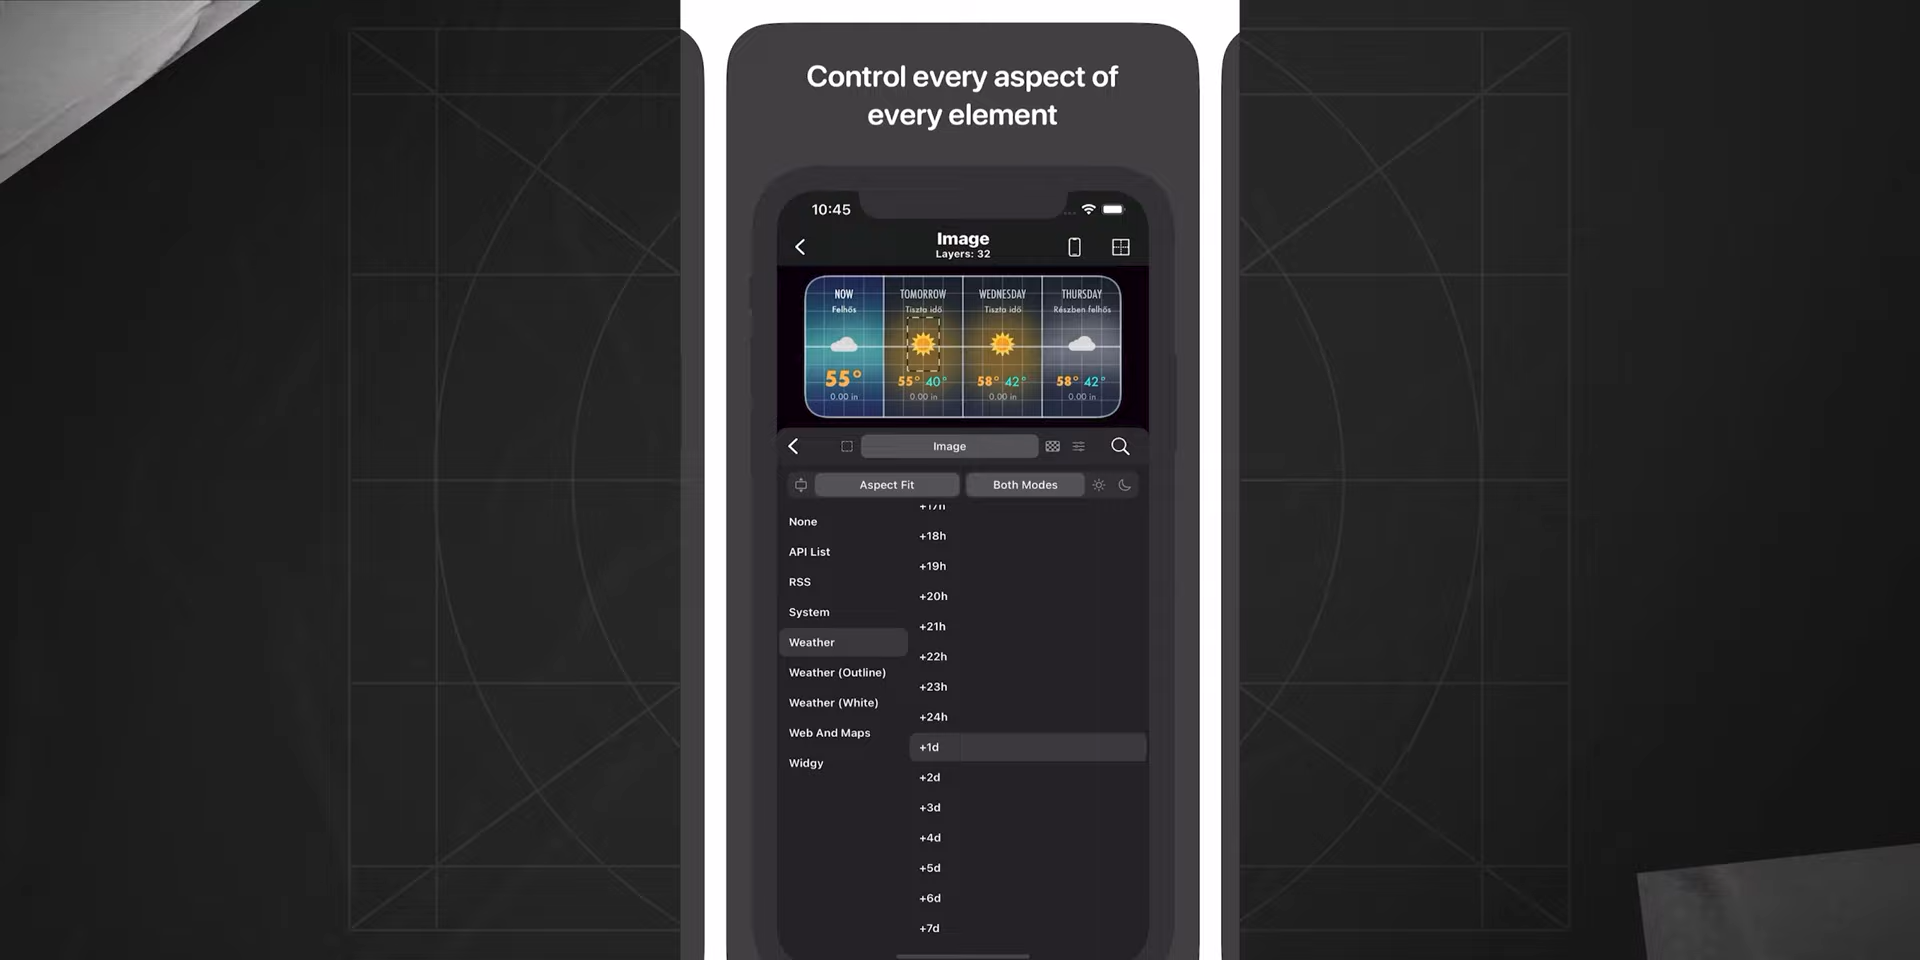 Control every aspect of
every element
10:45
Image
Layers: 32
NOW
Felhős
55°
0.00 in
TOMORROW
Tiszta idő
55° 40°
0.00 in
WEDNESDAY
Tiszta idő
58° 42°
0.00 in
THURSDAY
Részben felhős
58° 42°
0.00 in
Image
Aspect Fit
Both Modes
None
API List
RSS
System
Weather
Weather (Outline)
Weather (White)
Web And Maps
Widgy
+17h
+18h
+19h
+20h
+21h
+22h
+23h
+24h
+1d
+2d
+3d
+4d
+5d
+6d
+7d